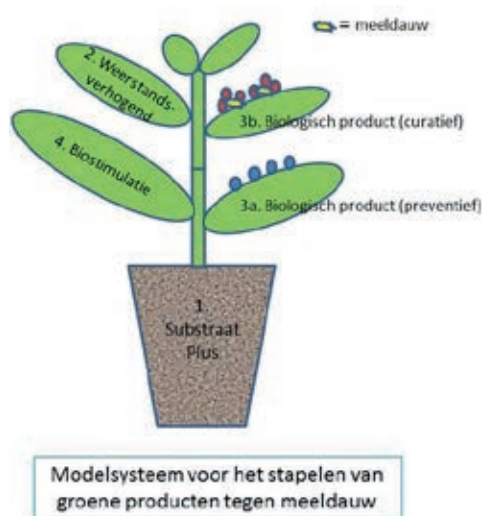 = meeldauw
2. Weerstands-
verhogend
3b. Biologisch product (curatief)
4. Biostimulatie
3a. Biologisch product (preventief)
1.
Substraat
Plus
Modelsysteem voor het stapelen van
groene producten tegen meeldauw